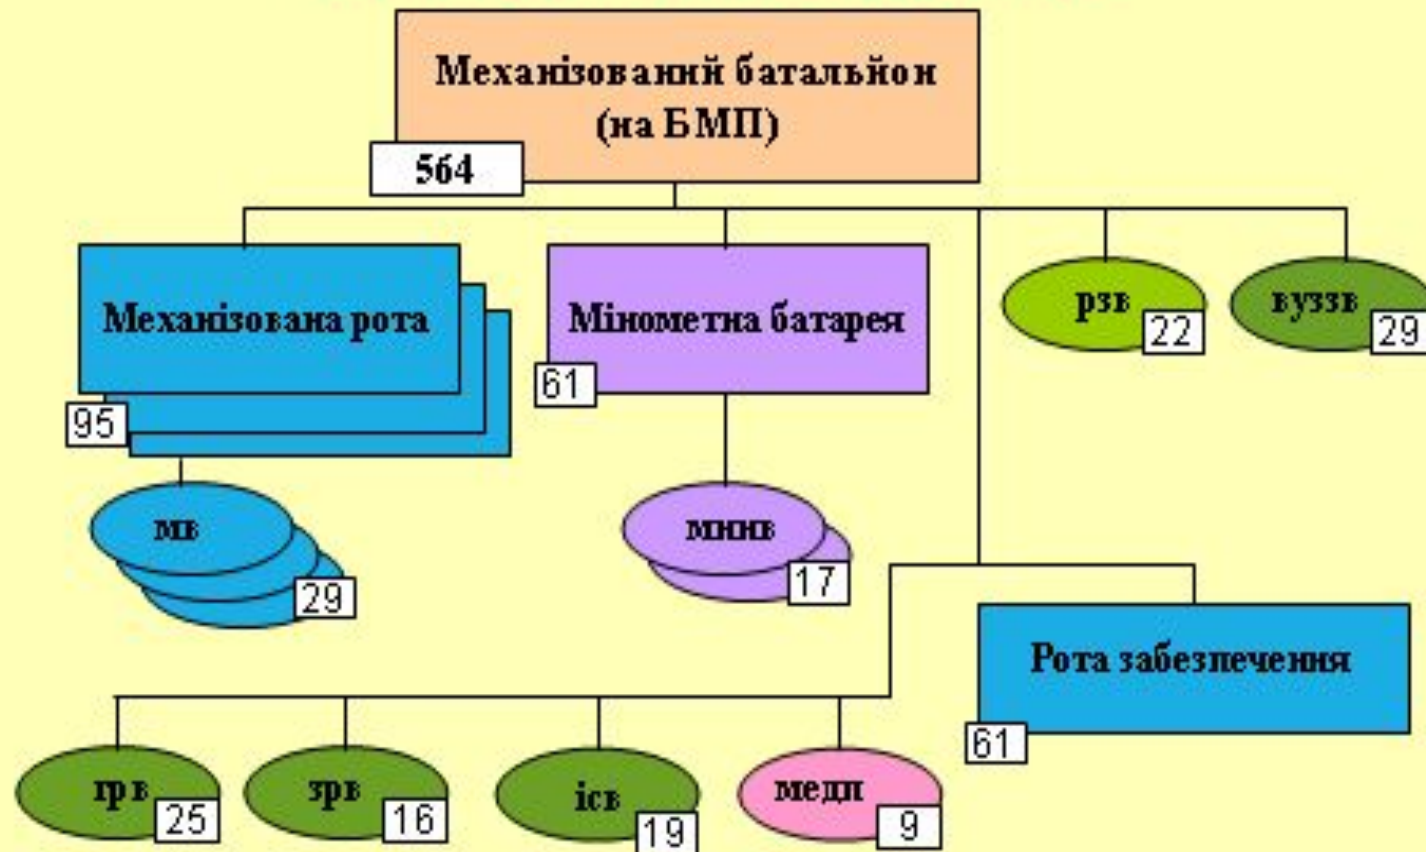 Механізований батальйон
(на БМП)
564
Механізована рота
95
Мінометна батарея
61
рзв
22
вуззв
29
мв
29
минв
17
Рота забезпечення
61
грв
25
зрв
16
ісв
19
медп
9